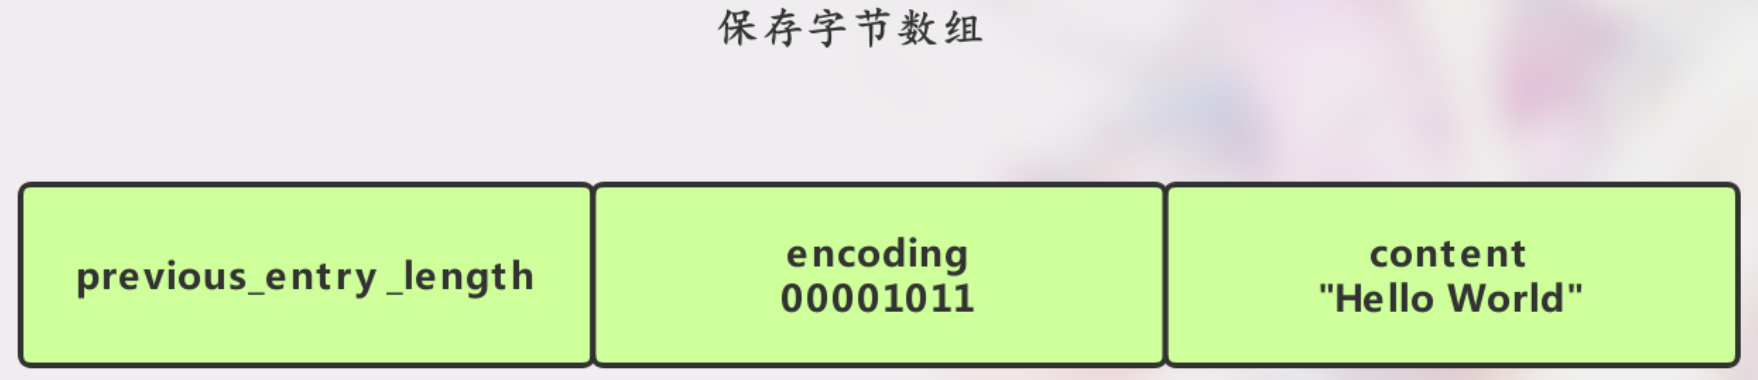 保存字节数组
previous_entry_length
encoding
00001011
content
"Hello World"